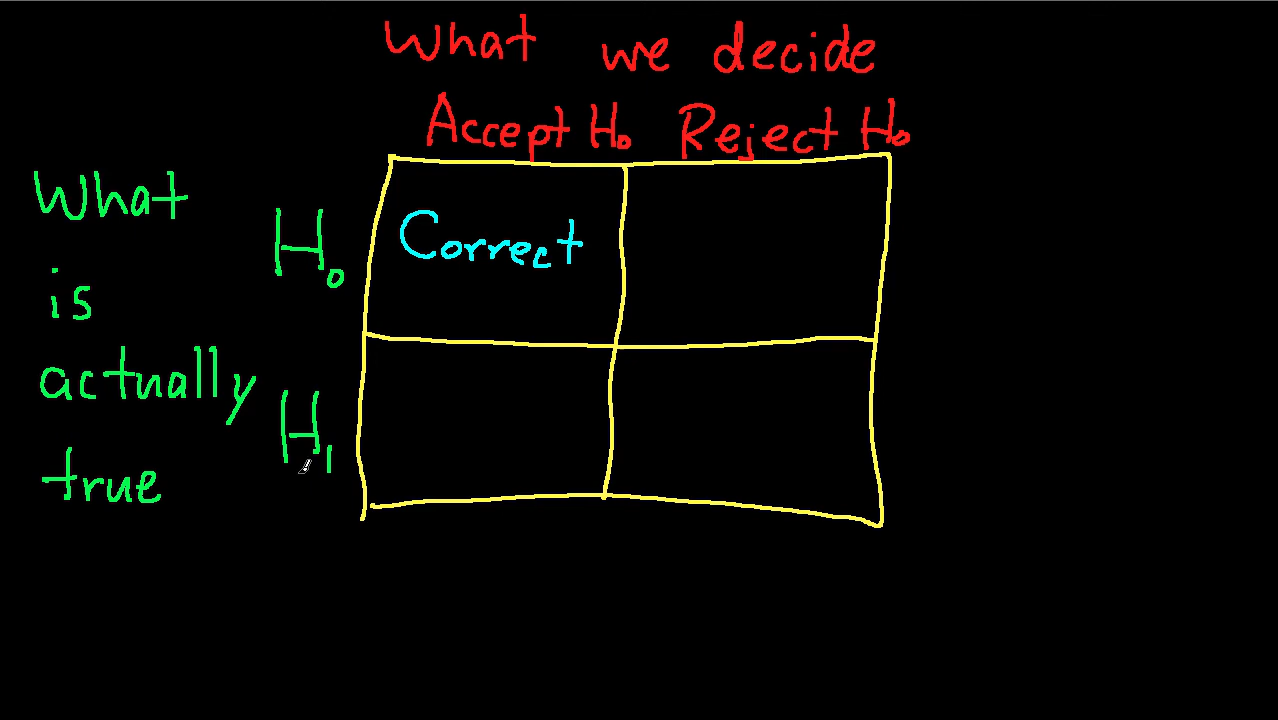 What we decide
Accept H₀ Reject H₀
What
is
actually
true
H₀
Correct
H₁